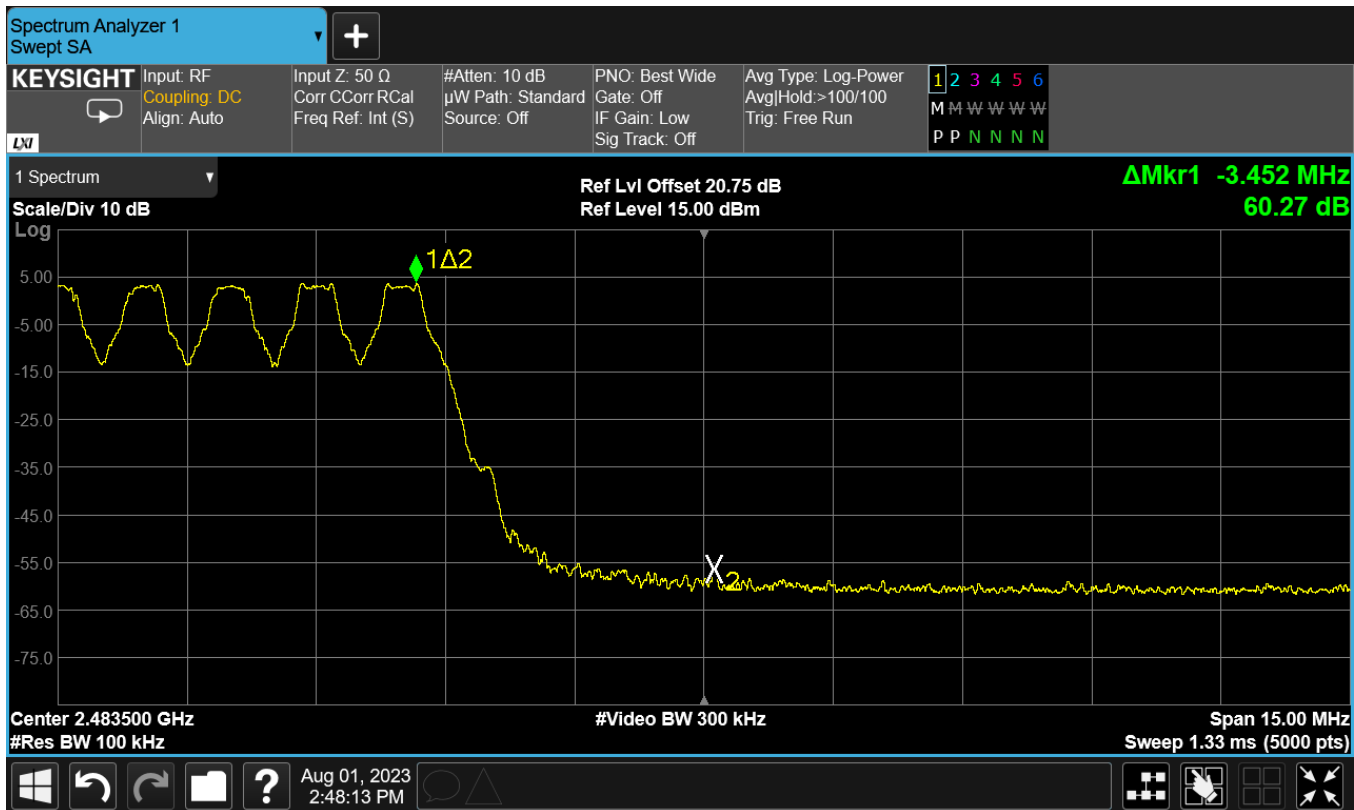 Spectrum Analyzer 1
Swept SA
KEYSIGHT
LXI
Input: RF
Coupling: DC
Align: Auto
Input Z: 50 Ω
Corr CCorr RCal
Freq Ref: Int (S)
#Atten: 10 dB
µW Path: Standard
Source: Off
PNO: Best Wide
Gate: Off
IF Gain: Low
Sig Track: Off
Avg Type: Log-Power
Avg|Hold:>100/100
Trig: Free Run
1 2 3 4 5 6
M M W W W W
P P N N N N
1 Spectrum
Scale/Div 10 dB
Log
Ref Lvl Offset 20.75 dB
Ref Level 15.00 dBm
ΔMkr1 -3.452 MHz
60.27 dB
1Δ2
5.00
-5.00
-15.0
-25.0
-35.0
-45.0
-55.0
X2
-65.0
-75.0
Center 2.483500 GHz
#Res BW 100 kHz
#Video BW 300 kHz
Span 15.00 MHz
Sweep 1.33 ms (5000 pts)
?
Aug 01, 2023
2:48:13 PM